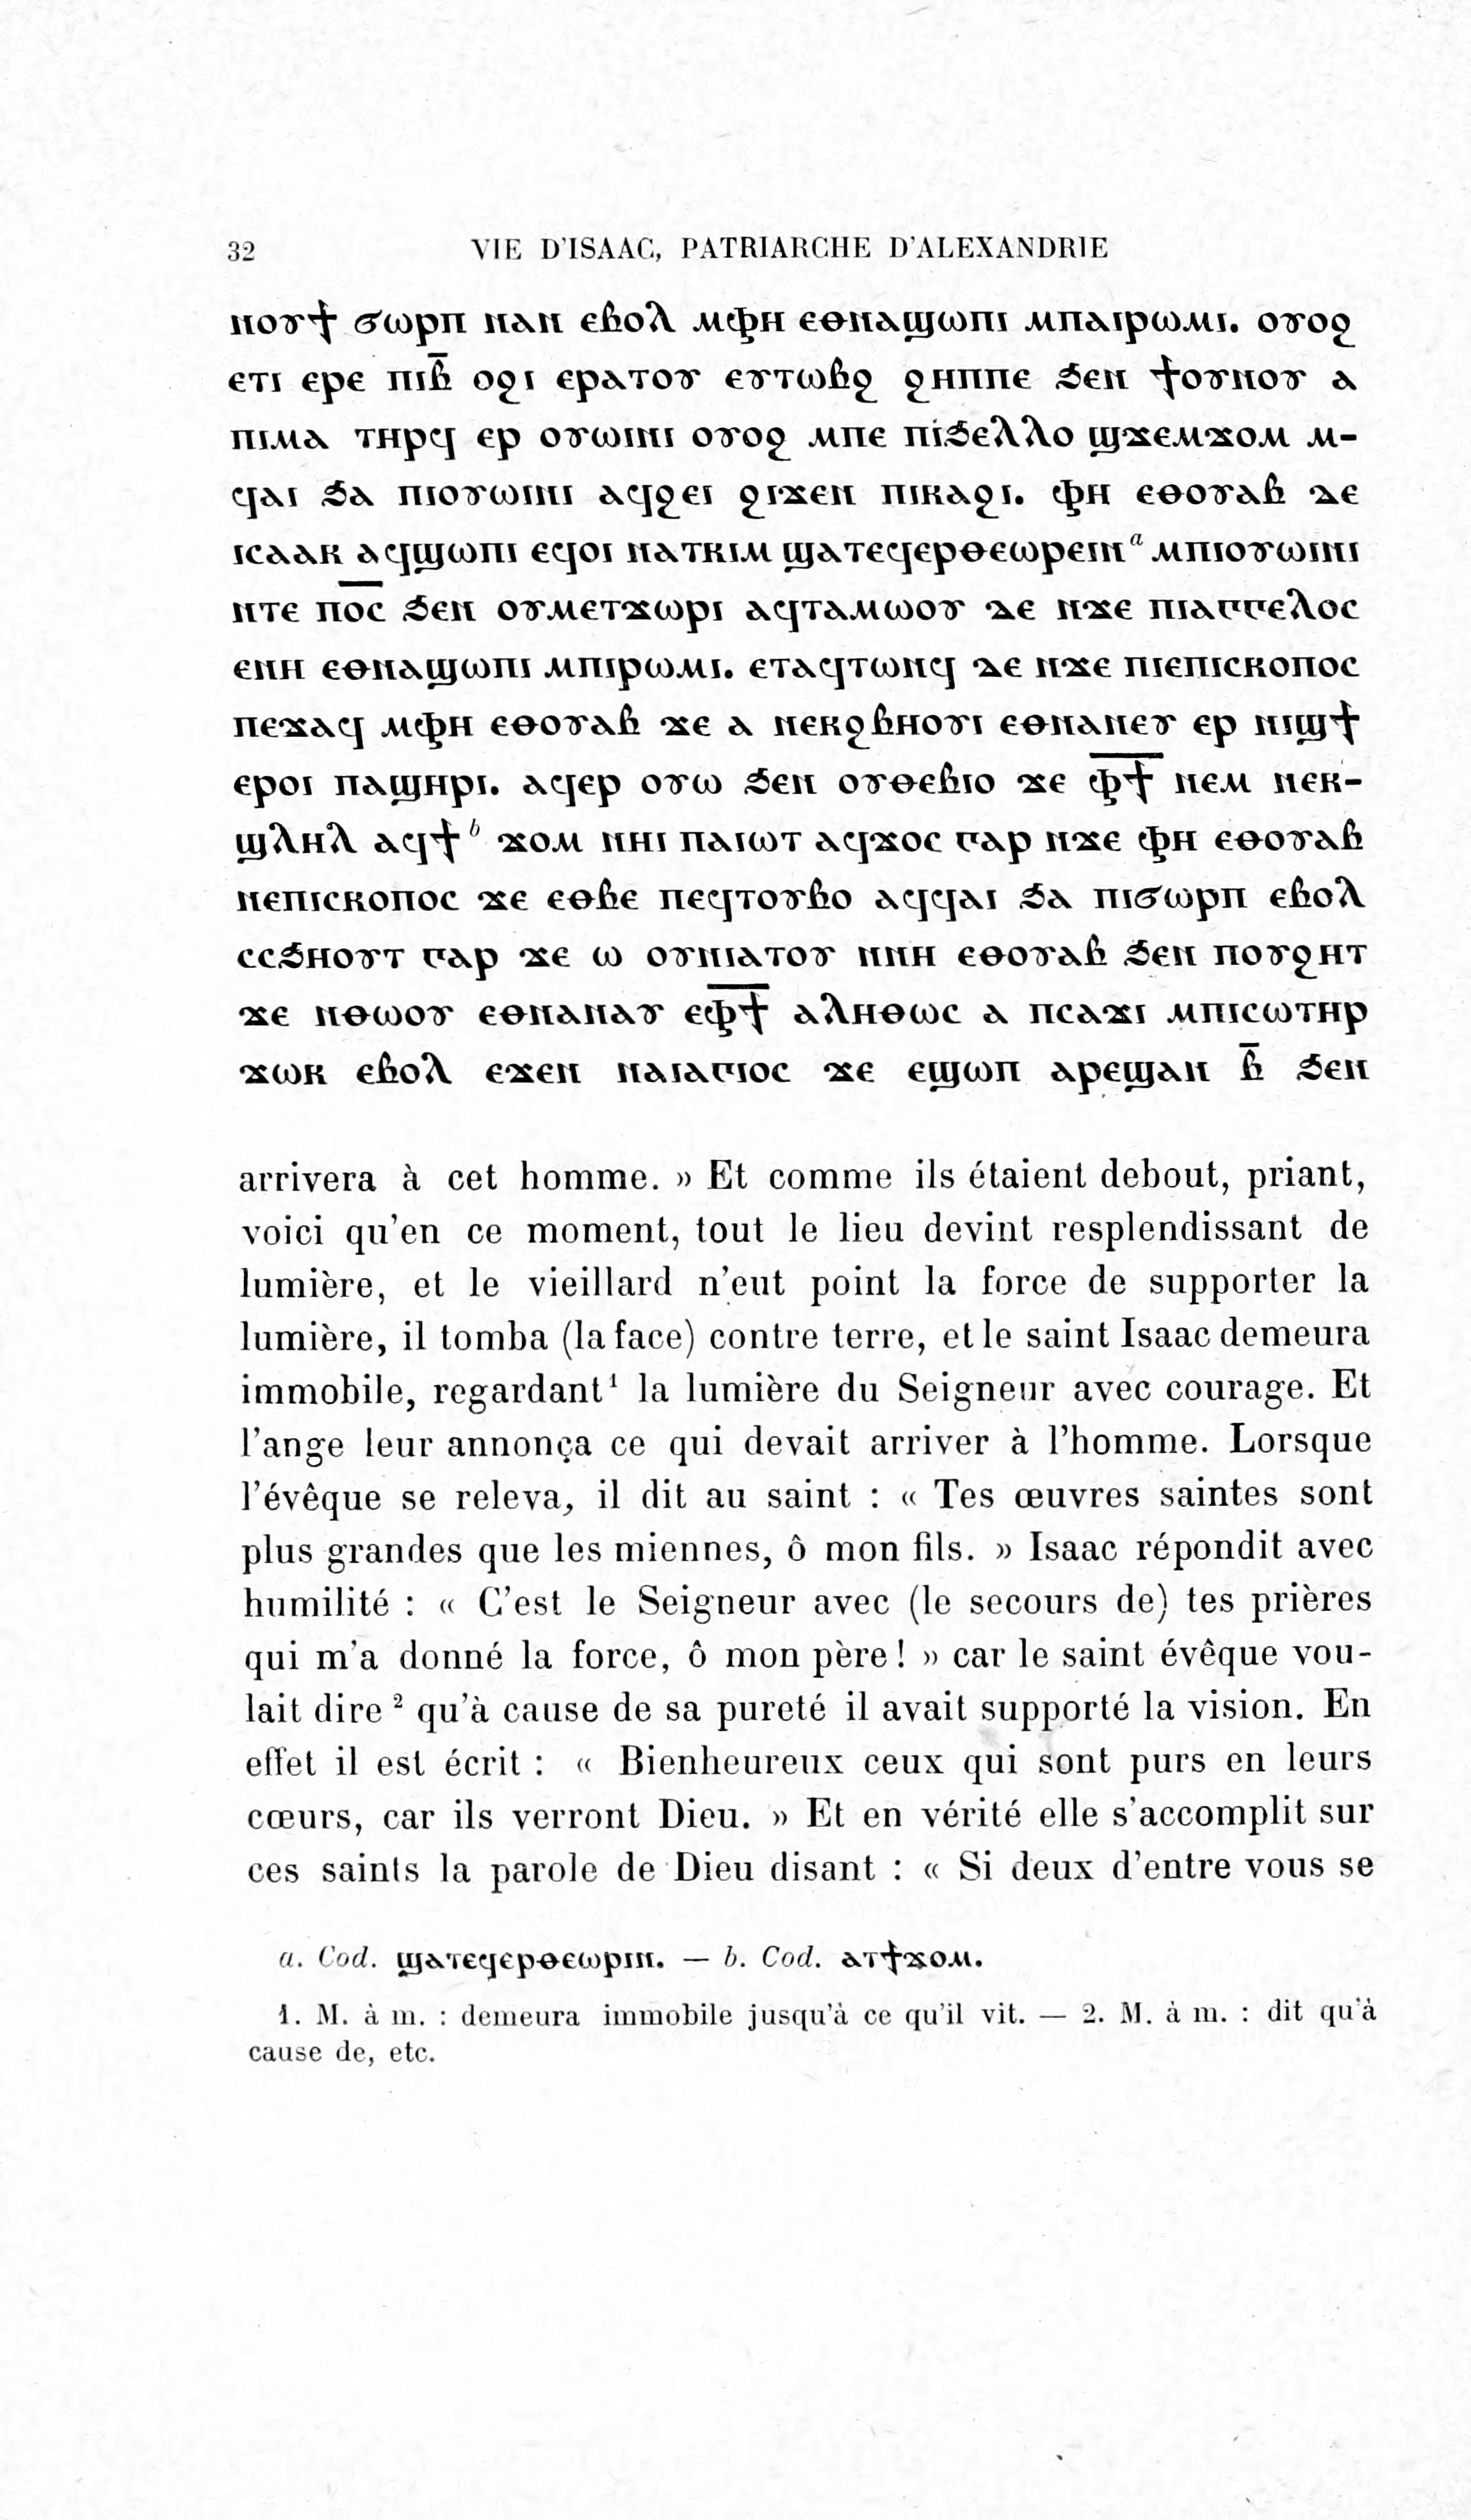 32 VIE D'ISAAC, PATRIARCHE D'ALEXANDRIE
ⲛⲟⲩϯ ϭⲱⲣⲡ ⲛⲁⲛ ⲉⲃⲟⲗ ⲙⲫⲏ ⲉⲑⲛⲁϣⲱⲡⲓ ⲙⲡⲁⲓⲣⲱⲙⲓ. ⲟⲩⲟϩ
ⲉⲧⲓ ⲉⲣⲉ ⲡⲓⲃ̅ ⲟϩⲓ ⲉⲣⲁⲧⲟⲩ ⲉⲩⲧⲱⲃϩ ϩⲏⲡⲡⲉ ϧⲉⲛ ϯⲟⲩⲛⲟⲩ ⲁ
ⲡⲓⲙⲁ ⲧⲏⲣϥ ⲉⲣ ⲟⲩⲱⲓⲛⲓ ⲟⲩⲟϩ ⲙⲡⲉ ⲡⲓϧⲉⲗⲗⲟ ϣϫⲉⲙϫⲟⲙ ⲙ-
ϥⲁⲓ ϧⲁ ⲡⲓⲟⲩⲱⲓⲛⲓ ⲁϥϩⲉⲓ ϩⲓϫⲉⲛ ⲡⲓⲕⲁϩⲓ. ⲫⲏ ⲉⲑⲟⲩⲁⲃ ⲇⲉ
ⲓⲥⲁⲁⲕ ⲁϥϣⲱⲡⲓ ⲉϥⲟⲓ ⲛⲁⲧⲕⲓⲙ ϣⲁⲧⲉϥⲉⲣⲑⲉⲱⲣⲉⲓⲛᵃ ⲙⲡⲓⲟⲩⲱⲓⲛⲓ
ⲛⲧⲉ ⲡⲟ̅ⲥ̅ ϧⲉⲛ ⲟⲩⲙⲉⲧϫⲱⲣⲓ ⲁϥⲧⲁⲙⲱⲟⲩ ⲇⲉ ⲛϫⲉ ⲡⲓⲁⲅⲅⲉⲗⲟⲥ
ⲉⲛⲏ ⲉⲑⲛⲁϣⲱⲡⲓ ⲙⲡⲓⲣⲱⲙⲓ. ⲉⲧⲁϥⲧⲱⲛϥ ⲇⲉ ⲛϫⲉ ⲡⲓⲉⲡⲓⲥⲕⲟⲡⲟⲥ
ⲡⲉϫⲁϥ ⲙⲫⲏ ⲉⲑⲟⲩⲁⲃ ϫⲉ ⲁ ⲛⲉⲕϩⲃⲏⲟⲩⲓ ⲉⲑⲛⲁⲛⲉⲩ ⲉⲣ ⲛⲓϣϯ
ⲉⲣⲟⲓ ⲡⲁϣⲏⲣⲓ. ⲁϥⲉⲣ ⲟⲩⲱ ϧⲉⲛ ⲟⲩⲑⲉⲃⲓⲟ ϫⲉ ⲫ̅ϯ̅ ⲛⲉⲙ ⲛⲉⲕ-
ϣⲗⲏⲗ ⲁϥϯᵇ ϫⲟⲙ ⲛⲏⲓ ⲡⲁⲓⲱⲧ ⲁϥϫⲟⲥ ⲅⲁⲣ ⲛϫⲉ ⲫⲏ ⲉⲑⲟⲩⲁⲃ
ⲛⲉⲡⲓⲥⲕⲟⲡⲟⲥ ϫⲉ ⲉⲑⲃⲉ ⲡⲉϥⲧⲟⲩⲃⲟ ⲁϥϥⲁⲓ ϧⲁ ⲡⲓϭⲱⲣⲡ ⲉⲃⲟⲗ
ⲥⲥϧⲏⲟⲩⲧ ⲅⲁⲣ ϫⲉ ⲱ ⲟⲩⲛⲓⲁⲧⲟⲩ ⲛⲛⲏ ⲉⲑⲟⲩⲁⲃ ϧⲉⲛ ⲡⲟⲩϩⲏⲧ
ϫⲉ ⲛⲑⲱⲟⲩ ⲉⲑⲛⲁⲛⲁⲩ ⲉⲫ̅ϯ̅ ⲁⲗⲏⲑⲱⲥ ⲁ ⲡⲥⲁϫⲓ ⲙⲡⲓⲥⲱⲧⲏⲣ
ϫⲱⲕ ⲉⲃⲟⲗ ⲉϫⲉⲛ ⲛⲁⲓⲁⲅⲓⲟⲥ ϫⲉ ⲉϣⲱⲡ ⲁⲣⲉϣⲁⲛ ⲃ̅ ϧⲉⲛ
arrivera à cet homme. » Et comme ils étaient debout, priant,
voici qu'en ce moment, tout le lieu devint resplendissant de
lumière, et le vieillard n'eut point la force de supporter la
lumière, il tomba (la face) contre terre, et le saint Isaac demeura
immobile, regardant¹ la lumière du Seigneur avec courage. Et
l'ange leur annonça ce qui devait arriver à l'homme. Lorsque
l'évêque se releva, il dit au saint : « Tes œuvres saintes sont
plus grandes que les miennes, ô mon fils. » Isaac répondit avec
humilité : « C'est le Seigneur avec (le secours de) tes prières
qui m'a donné la force, ô mon père! » car le saint évêque vou-
lait dire ² qu'à cause de sa pureté il avait supporté la vision. En
effet il est écrit : « Bienheureux ceux qui sont purs en leurs
cœurs, car ils verront Dieu. » Et en vérité elle s'accomplit sur
ces saints la parole de Dieu disant : « Si deux d'entre vous se
a. Cod. ϣⲁⲧⲉϥⲉⲣⲑⲉⲱⲣⲓⲛ. — b. Cod. ⲁⲧϯϫⲟⲙ.
1. M. à m. : demeura immobile jusqu'à ce qu'il vit. — 2. M. à m. : dit qu'à
cause de, etc.